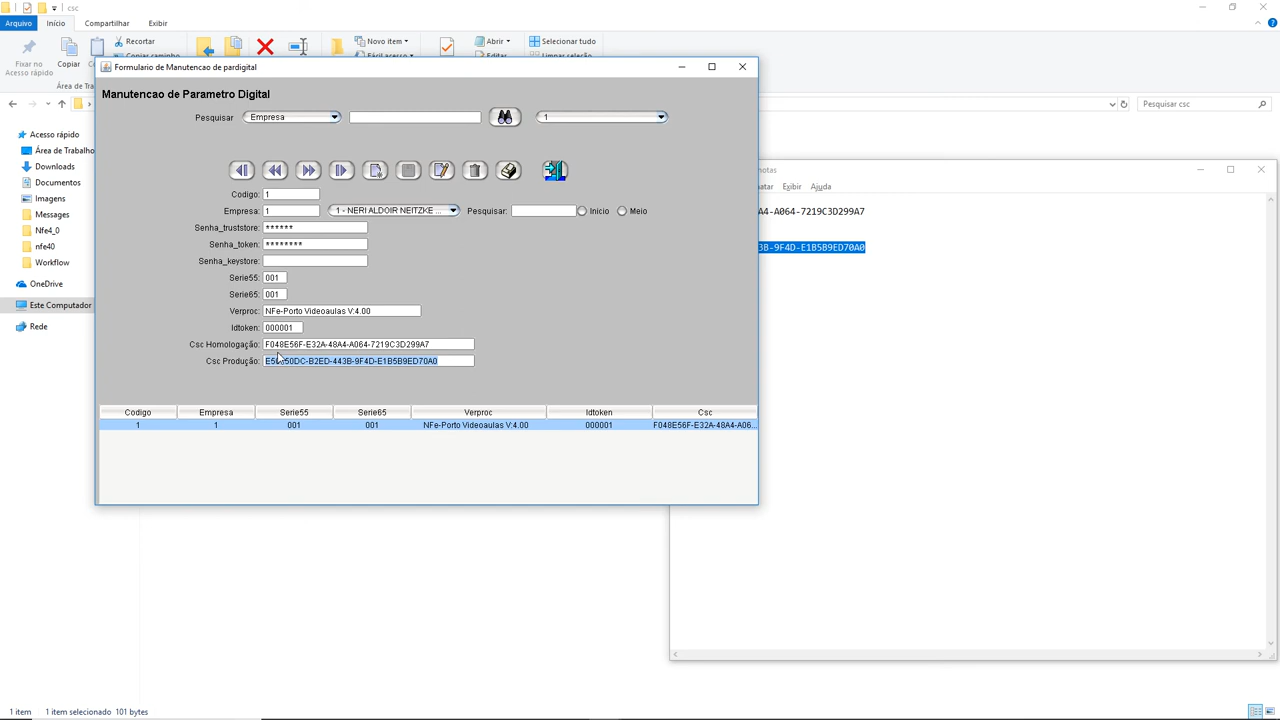 csc
Arquivo Início Compartilhar Exibir
Fixar no Acesso rápido
Copiar
Recortar
Novo item
Abrir
Selecionar tudo
Área de Tra
Formulario de Manutencao de pardigital
Manutencao de Parametro Digital
Pesquisar Empresa 1
Codigo: 1
Empresa: 1 1 - NERI ALDOIR NEITZKE ... Pesquisar: Inicio Meio
Senha_truststore: ******
Senha_token: ********
Senha_keystore:
Serie55: 001
Serie65: 001
Verproc: NFe-Porto Videoaulas V:4.00
Idtoken: 000001
Csc Homologação: F048E56F-E32A-48A4-A064-7219C3D299A7
Csc Produção: 50DC-B2ED-443B-9F4D-E1B5B9ED70A0
Codigo Empresa Serie55 Serie65 Verproc Idtoken Csc
1 1 001 001 NFe-Porto Videoaulas V:4.00 000001 F048E56F-E32A-48A4-A06...
Pesquisar csc
Acesso rápido
Área de Trabalho
Downloads
Documentos
Imagens
Messages
Nfe4_0
nfe40
Workflow
OneDrive
Este Computador
Rede
notas
atar Exibir Ajuda
A4-A064-7219C3D299A7
3B-9F4D-E1B5B9ED70A0
1 item 1 item selecionado 101 bytes